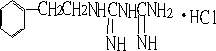 CH₂CH₂NHCNHCNH₂ · HCl
NH NH